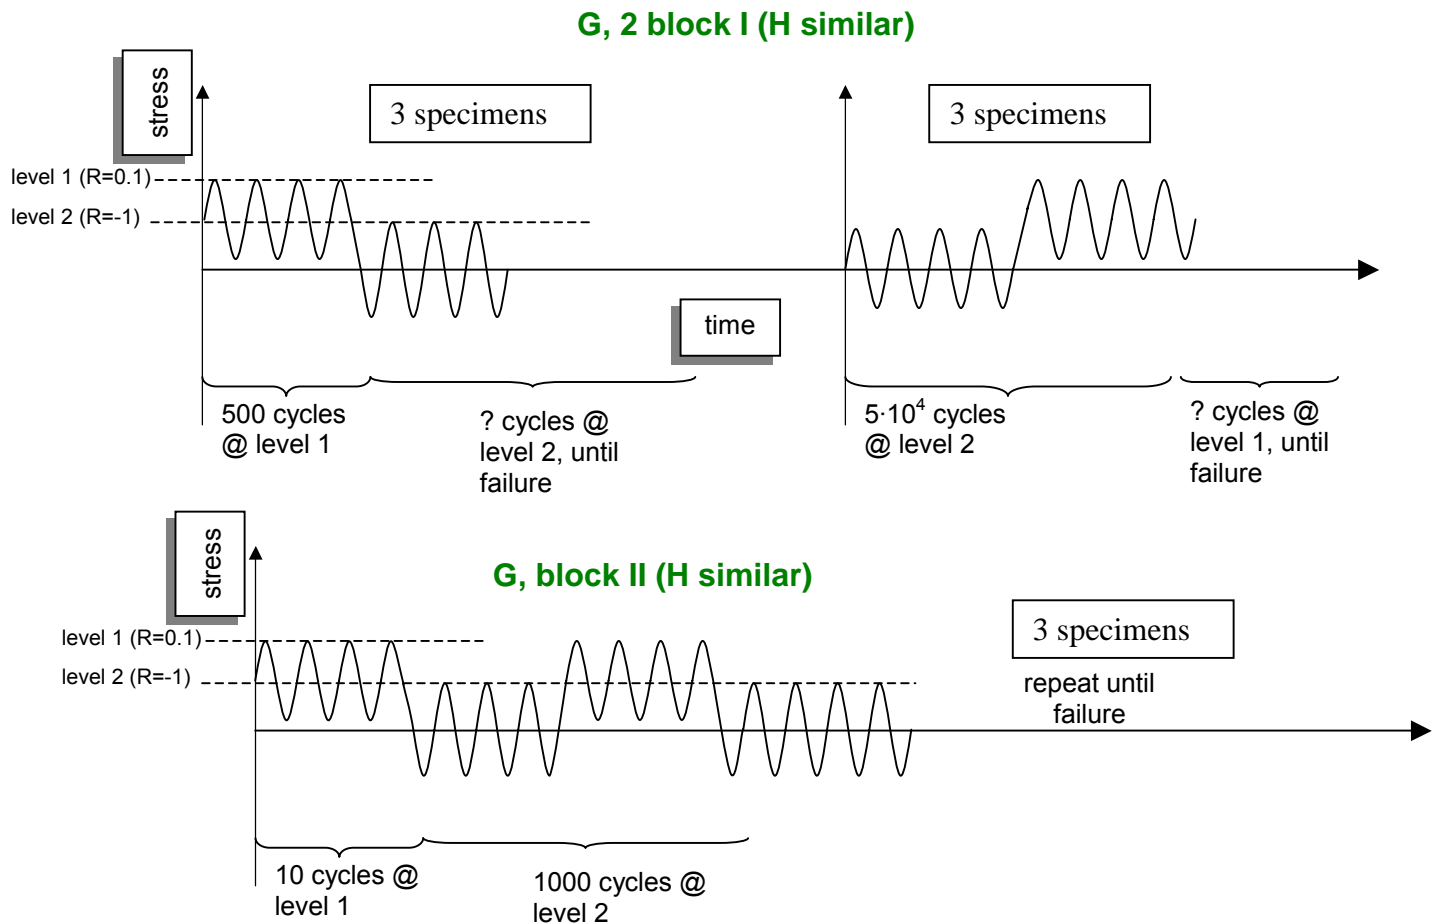 G, 2 block I (H similar)
stress
3 specimens
3 specimens
level 1 (R=0.1)
level 2 (R=-1)
time
500 cycles
@ level 1
? cycles @
level 2, until
failure
5·10⁴ cycles
@ level 2
? cycles @
level 1, until
failure
stress
G, block II (H similar)
3 specimens
level 1 (R=0.1)
level 2 (R=-1)
repeat until
failure
10 cycles @
level 1
1000 cycles @
level 2